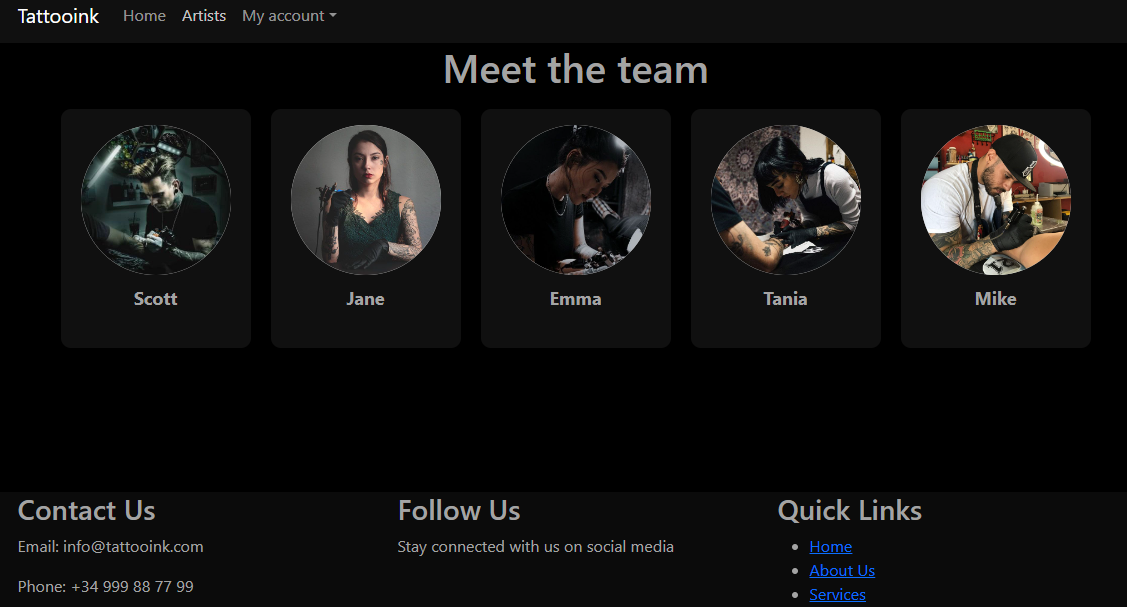 Tattooink Home Artists My account
Meet the team
Scott Jane Emma Tania Mike
Contact Us
Email: info@tattooink.com
Phone: +34 999 88 77 99
Follow Us
Stay connected with us on social media
Quick Links
Home
About Us
Services